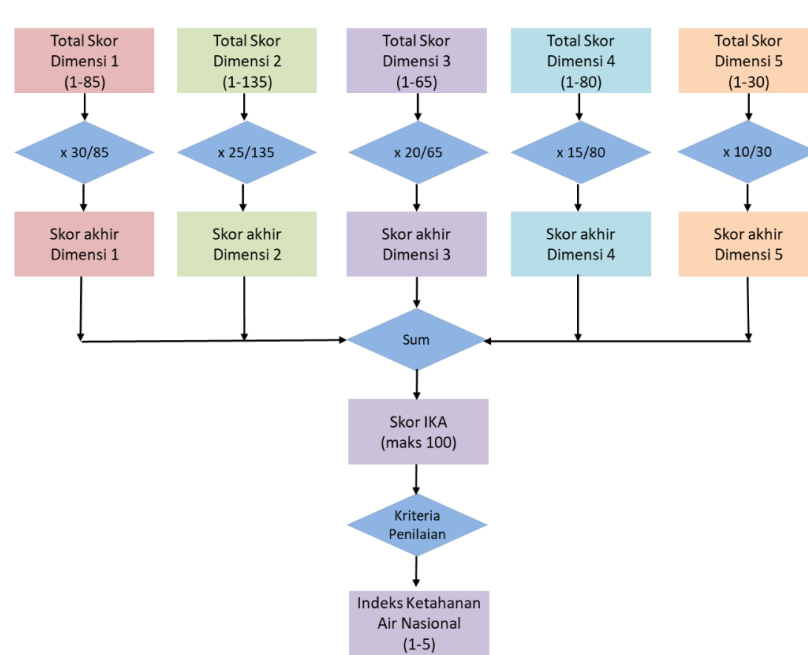 Total Skor
Dimensi 1
(1-85)
Total Skor
Dimensi 2
(1-135)
Total Skor
Dimensi 3
(1-65)
Total Skor
Dimensi 4
(1-80)
Total Skor
Dimensi 5
(1-30)
x 30/85
x 25/135
x 20/65
x 15/80
x 10/30
Skor akhir
Dimensi 1
Skor akhir
Dimensi 2
Skor akhir
Dimensi 3
Skor akhir
Dimensi 4
Skor akhir
Dimensi 5
Sum
Skor IKA
(maks 100)
Kriteria
Penilaian
Indeks Ketahanan
Air Nasional
(1-5)